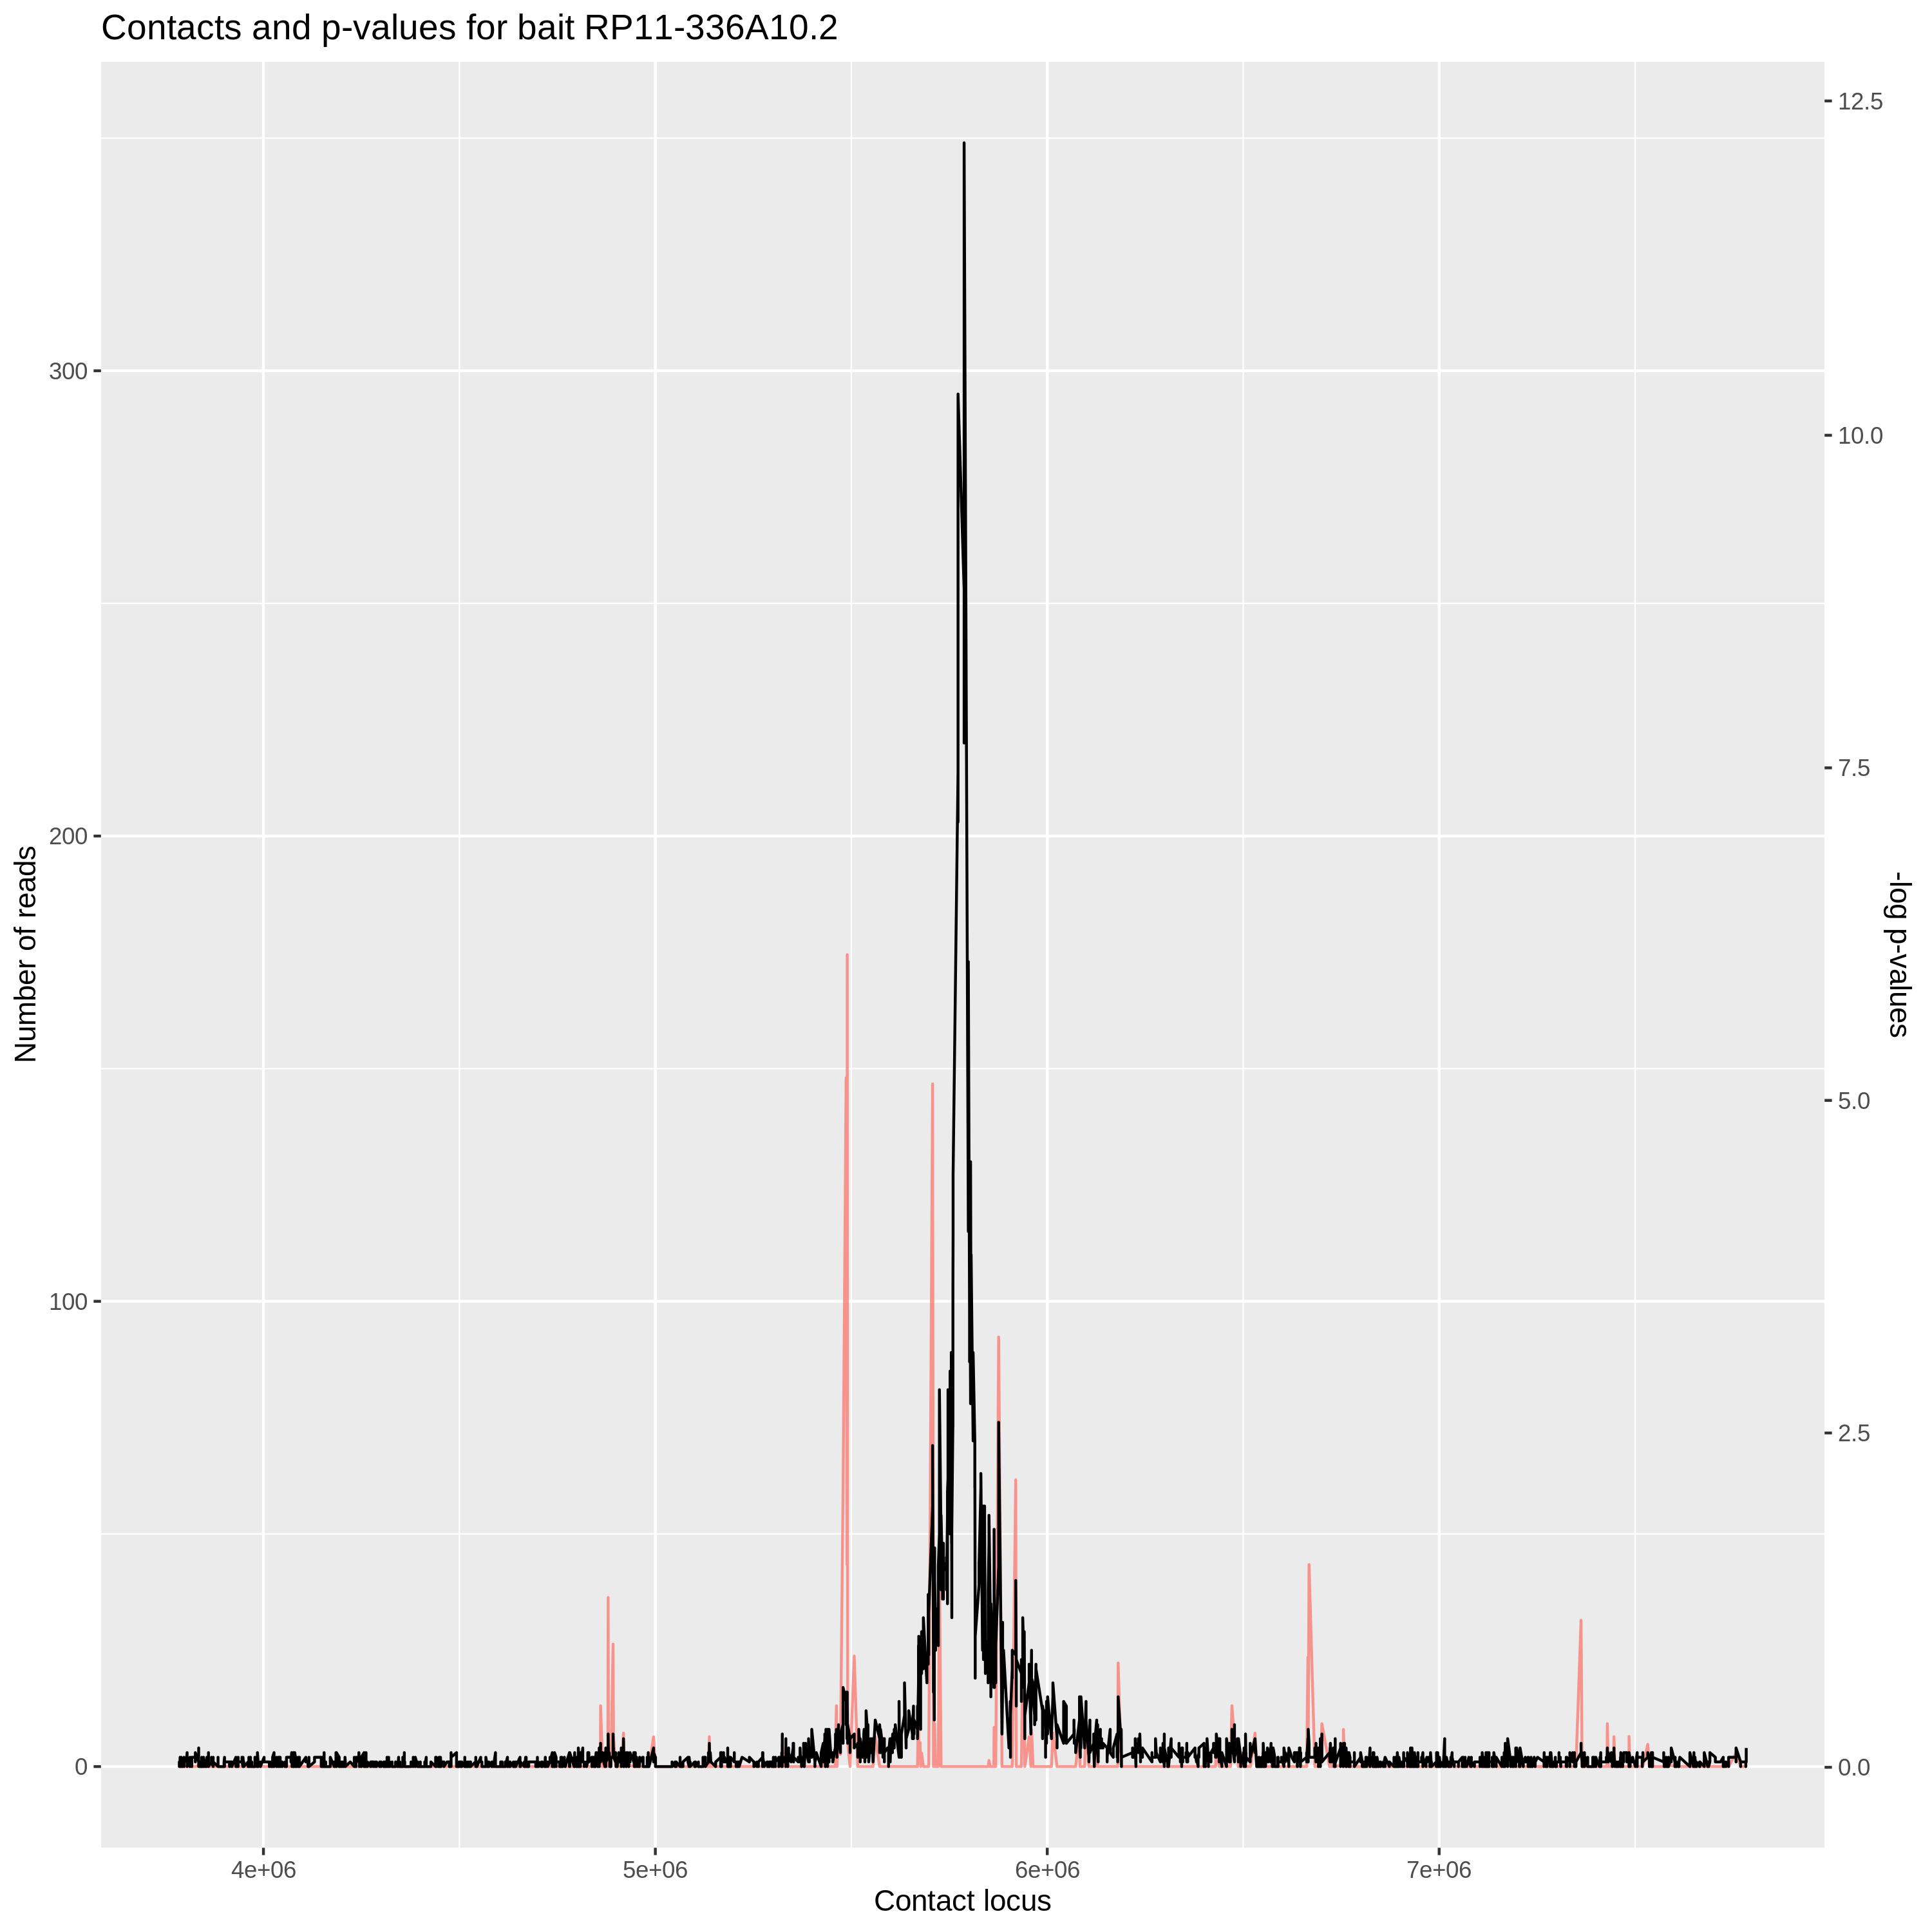 Contacts and p-values for bait RP11-336A10.2
Number of reads
300
200
100
0
12.5
10.0
7.5
5.0
2.5
0.0
-log p-values
4e+06
5e+06
6e+06
7e+06
Contact locus